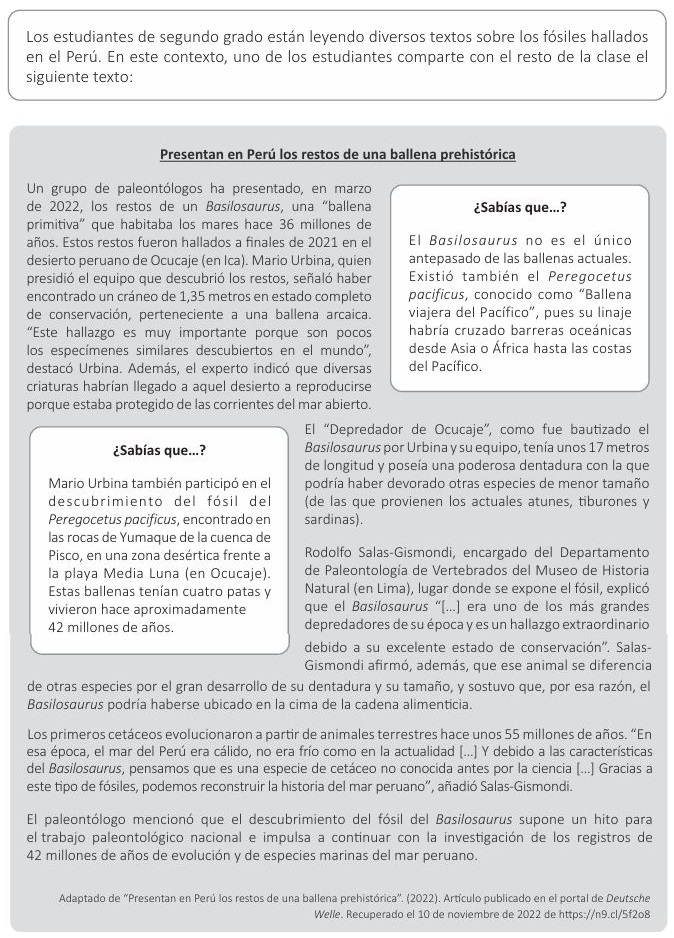 Los estudiantes de segundo grado están leyendo diversos textos sobre los fósiles hallados
en el Perú. En este contexto, uno de los estudiantes comparte con el resto de la clase el
siguiente texto:
Presentan en Perú los restos de una ballena prehistórica
Un grupo de paleontólogos ha presentado, en marzo
de 2022, los restos de un Basilosaurus, una “ballena
primitiva” que habitaba los mares hace 36 millones de
años. Estos restos fueron hallados a finales de 2021 en el
desierto peruano de Ocucaje (en Ica). Mario Urbina, quien
presidió el equipo que descubrió los restos, señaló haber
encontrado un cráneo de 1,35 metros en estado completo
de conservación, perteneciente a una ballena arcaica.
“Este hallazgo es muy importante porque son pocos
los especímenes similares descubiertos en el mundo”,
destacó Urbina. Además, el experto indicó que diversas
criaturas habrían llegado a aquel desierto a reproducirse
porque estaba protegido de las corrientes del mar abierto.
¿Sabías que...?
El Basilosaurus no es el único
antepasado de las ballenas actuales.
Existió también el Peregocetus
pacificus, conocido como “Ballena
viajera del Pacífico”, pues su linaje
habría cruzado barreras oceánicas
desde Asia o África hasta las costas
del Pacífico.
¿Sabías que...?
Mario Urbina también participó en el
descubrimiento del fósil del
Peregocetus pacificus, encontrado en
las rocas de Yumaque de la cuenca de
Pisco, en una zona desértica frente a
la playa Media Luna (en Ocucaje).
Estas ballenas tenían cuatro patas y
vivieron hace aproximadamente
42 millones de años.
El “Depredador de Ocucaje”, como fue bautizado el
Basilosaurus por Urbina y su equipo, tenía unos 17 metros
de longitud y poseía una poderosa dentadura con la que
podría haber devorado otras especies de menor tamaño
(de las que provienen los actuales atunes, tiburones y
sardinas).
Rodolfo Salas-Gismondi, encargado del Departamento
de Paleontología de Vertebrados del Museo de Historia
Natural (en Lima), lugar donde se expone el fósil, explicó
que el Basilosaurus “[...] era uno de los más grandes
depredadores de su época y es un hallazgo extraordinario
debido a su excelente estado de conservación”. Salas-
Gismondi afirmó, además, que ese animal se diferencia
de otras especies por el gran desarrollo de su dentadura y su tamaño, y sostuvo que, por esa razón, el
Basilosaurus podría haberse ubicado en la cima de la cadena alimenticia.
Los primeros cetáceos evolucionaron a partir de animales terrestres hace unos 55 millones de años. “En
esa época, el mar del Perú era cálido, no era frío como en la actualidad [...] Y debido a las características
del Basilosaurus, pensamos que es una especie de cetáceo no conocida antes por la ciencia [...] Gracias a
este tipo de fósiles, podemos reconstruir la historia del mar peruano”, añadió Salas-Gismondi.
El paleontólogo mencionó que el descubrimiento del fósil del Basilosaurus supone un hito para
el trabajo paleontológico nacional e impulsa a continuar con la investigación de los registros de
42 millones de años de evolución y de especies marinas del mar peruano.
Adaptado de “Presentan en Perú los restos de una ballena prehistórica”. (2022). Artículo publicado en el portal de Deutsche
Welle. Recuperado el 10 de noviembre de 2022 de https://n9.cl/5f2o8